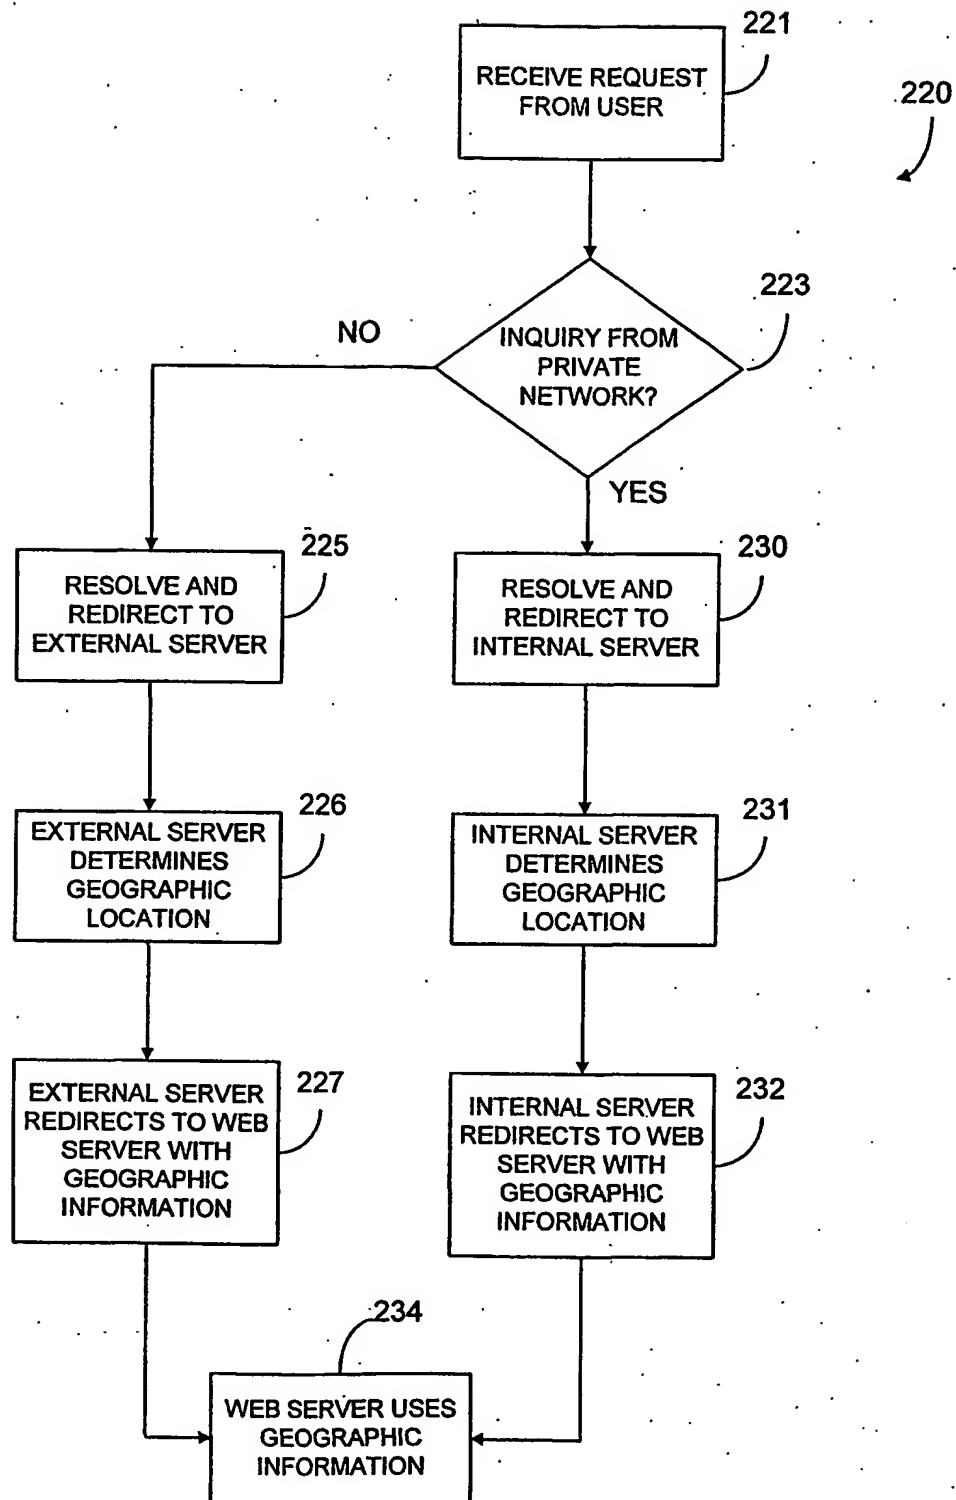 221
RECEIVE REQUEST
FROM USER
220
223
INQUIRY FROM
PRIVATE
NETWORK?
NO
YES
225
RESOLVE AND
REDIRECT TO
EXTERNAL SERVER
230
RESOLVE AND
REDIRECT TO
INTERNAL SERVER
226
EXTERNAL SERVER
DETERMINES
GEOGRAPHIC
LOCATION
231
INTERNAL SERVER
DETERMINES
GEOGRAPHIC
LOCATION
227
EXTERNAL SERVER
REDIRECTS TO WEB
SERVER WITH
GEOGRAPHIC
INFORMATION
232
INTERNAL SERVER
REDIRECTS TO WEB
SERVER WITH
GEOGRAPHIC
INFORMATION
234
WEB SERVER USES
GEOGRAPHIC
INFORMATION